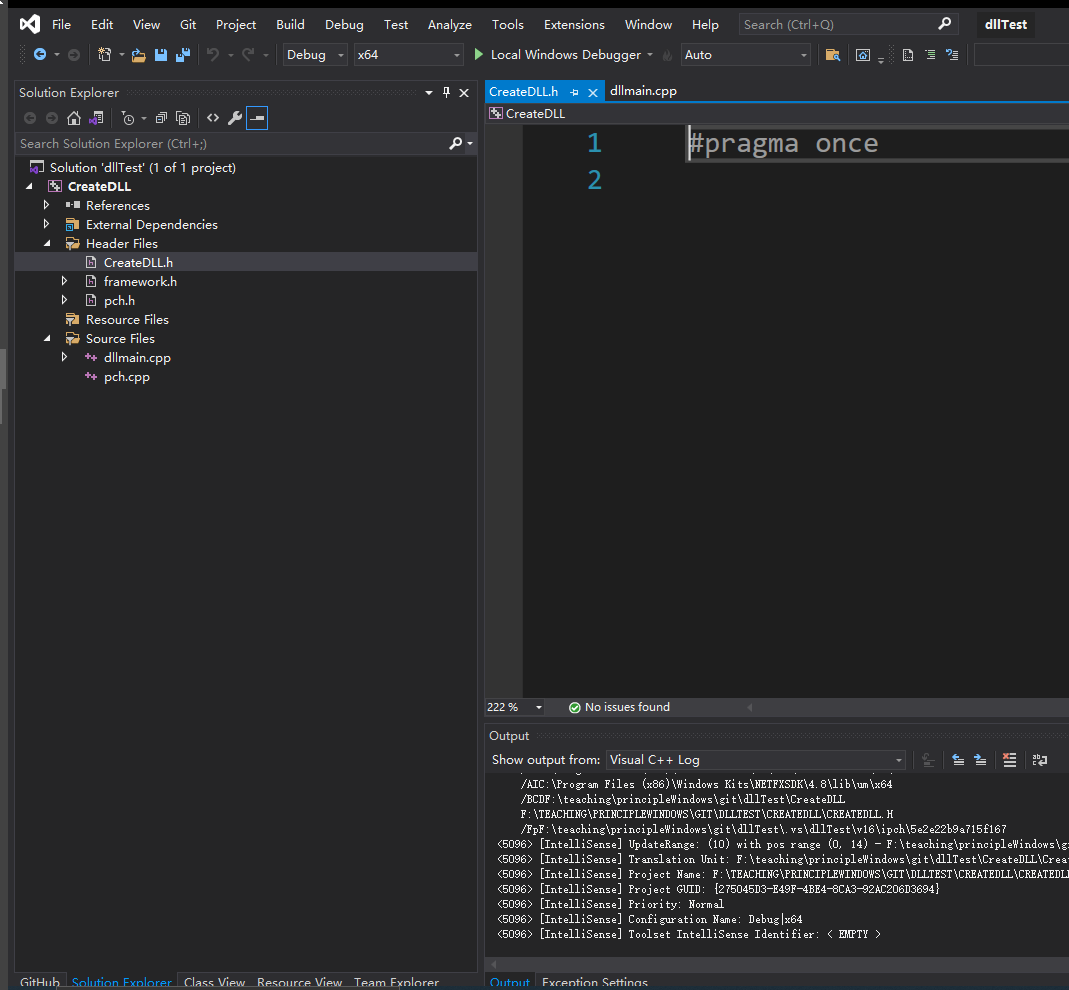 File Edit View Git Project Build Debug Test Analyze Tools Extensions Window Help Search (Ctrl+Q) dllTest
Debug x64 Local Windows Debugger Auto
Solution Explorer
Search Solution Explorer (Ctrl+;)
Solution 'dllTest' (1 of 1 project)
CreateDLL
References
External Dependencies
Header Files
CreateDLL.h
framework.h
pch.h
Resource Files
Source Files
dllmain.cpp
pch.cpp
GitHub Solution Explorer Class View Resource View Team Explorer
CreateDLL.h dllmain.cpp
CreateDLL
1 #pragma once
2
222 % No issues found
Output
Show output from: Visual C++ Log
/AIC:\Program Files (x86)\Windows Kits\NETFXSDK\4.8\lib\um\x64
/BCDF:\teaching\principleWindows\git\dllTest\CreateDLL
F:\TEACHING\PRINCIPLEWINDOWS\GIT\DLLTEST\CREATEDLL\CREATEDLL.H
/FpF:\teaching\principleWindows\git\dllTest\.vs\dllTest\v16\ipch\5e2e22b9a715f167
<5096> [IntelliSense] UpdateRange: (10) with pos range (0, 14) - F:\teaching\principleWindows\gi
<5096> [IntelliSense] Translation Unit: F:\teaching\principleWindows\git\dllTest\CreateDLL\Crea
<5096> [IntelliSense] Project Name: F:\TEACHING\PRINCIPLEWINDOWS\GIT\DLLTEST\CREATEDLL\CREATEDL
<5096> [IntelliSense] Project GUID: {275045D3-E49F-4BE4-8CA3-92AC206D3694}
<5096> [IntelliSense] Priority: Normal
<5096> [IntelliSense] Configuration Name: Debug|x64
<5096> [IntelliSense] Toolset IntelliSense Identifier: < EMPTY >
Output Exception Settings